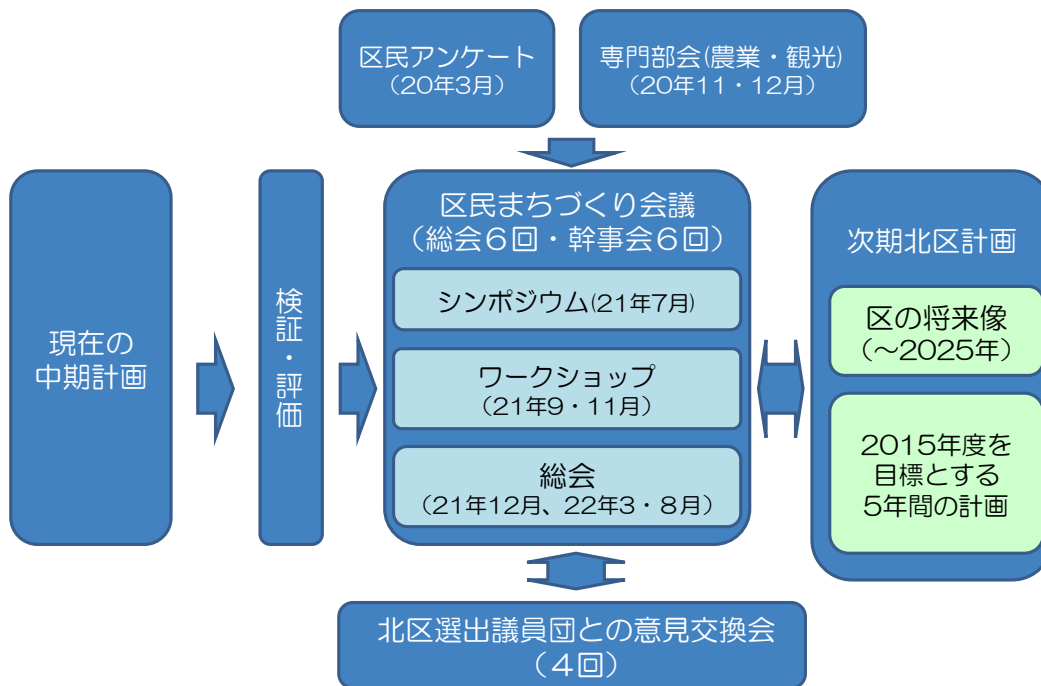 区民アンケート
（20年3月）
専門部会(農業・観光)
（20年11・12月）
現在の
中期計画
検証・評価
区民まちづくり会議
（総会６回・幹事会６回）
シンポジウム(21年7月)
ワークショップ
（21年9・11月）
総会
（21年12月、22年3・８月）
次期北区計画
区の将来像
（～2025年）
2015年度を
目標とする
5年間の計画
北区選出議員団との意見交換会
（４回）